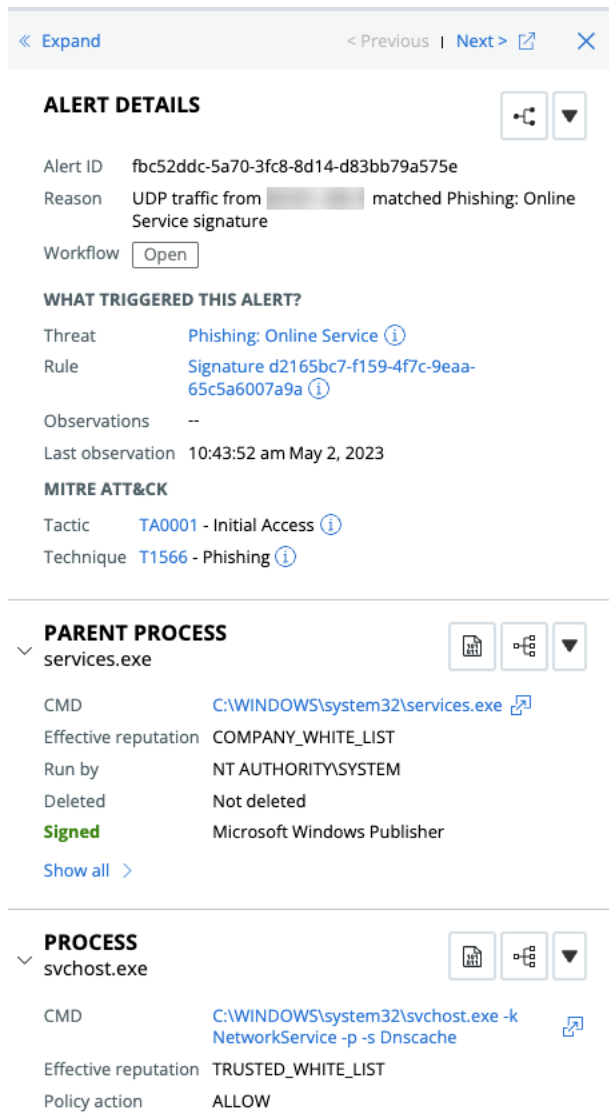 « Expand < Previous | Next >
ALERT DETAILS
Alert ID fbc52ddc-5a70-3fc8-8d14-d83bb79a575e
Reason UDP traffic from matched Phishing: Online
Service signature
Workflow Open
WHAT TRIGGERED THIS ALERT?
Threat Phishing: Online Service
Rule Signature d2165bc7-f159-4f7c-9eaa-
65c5a6007a9a
Observations --
Last observation 10:43:52 am May 2, 2023
MITRE ATT&CK
Tactic TA0001 - Initial Access
Technique T1566 - Phishing
PARENT PROCESS
services.exe
CMD C:\WINDOWS\system32\services.exe
Effective reputation COMPANY_WHITE_LIST
Run by NT AUTHORITY\SYSTEM
Deleted Not deleted
Signed Microsoft Windows Publisher
Show all >
PROCESS
svchost.exe
CMD C:\WINDOWS\system32\svchost.exe -k
NetworkService -p -s Dnscache
Effective reputation TRUSTED_WHITE_LIST
Policy action ALLOW